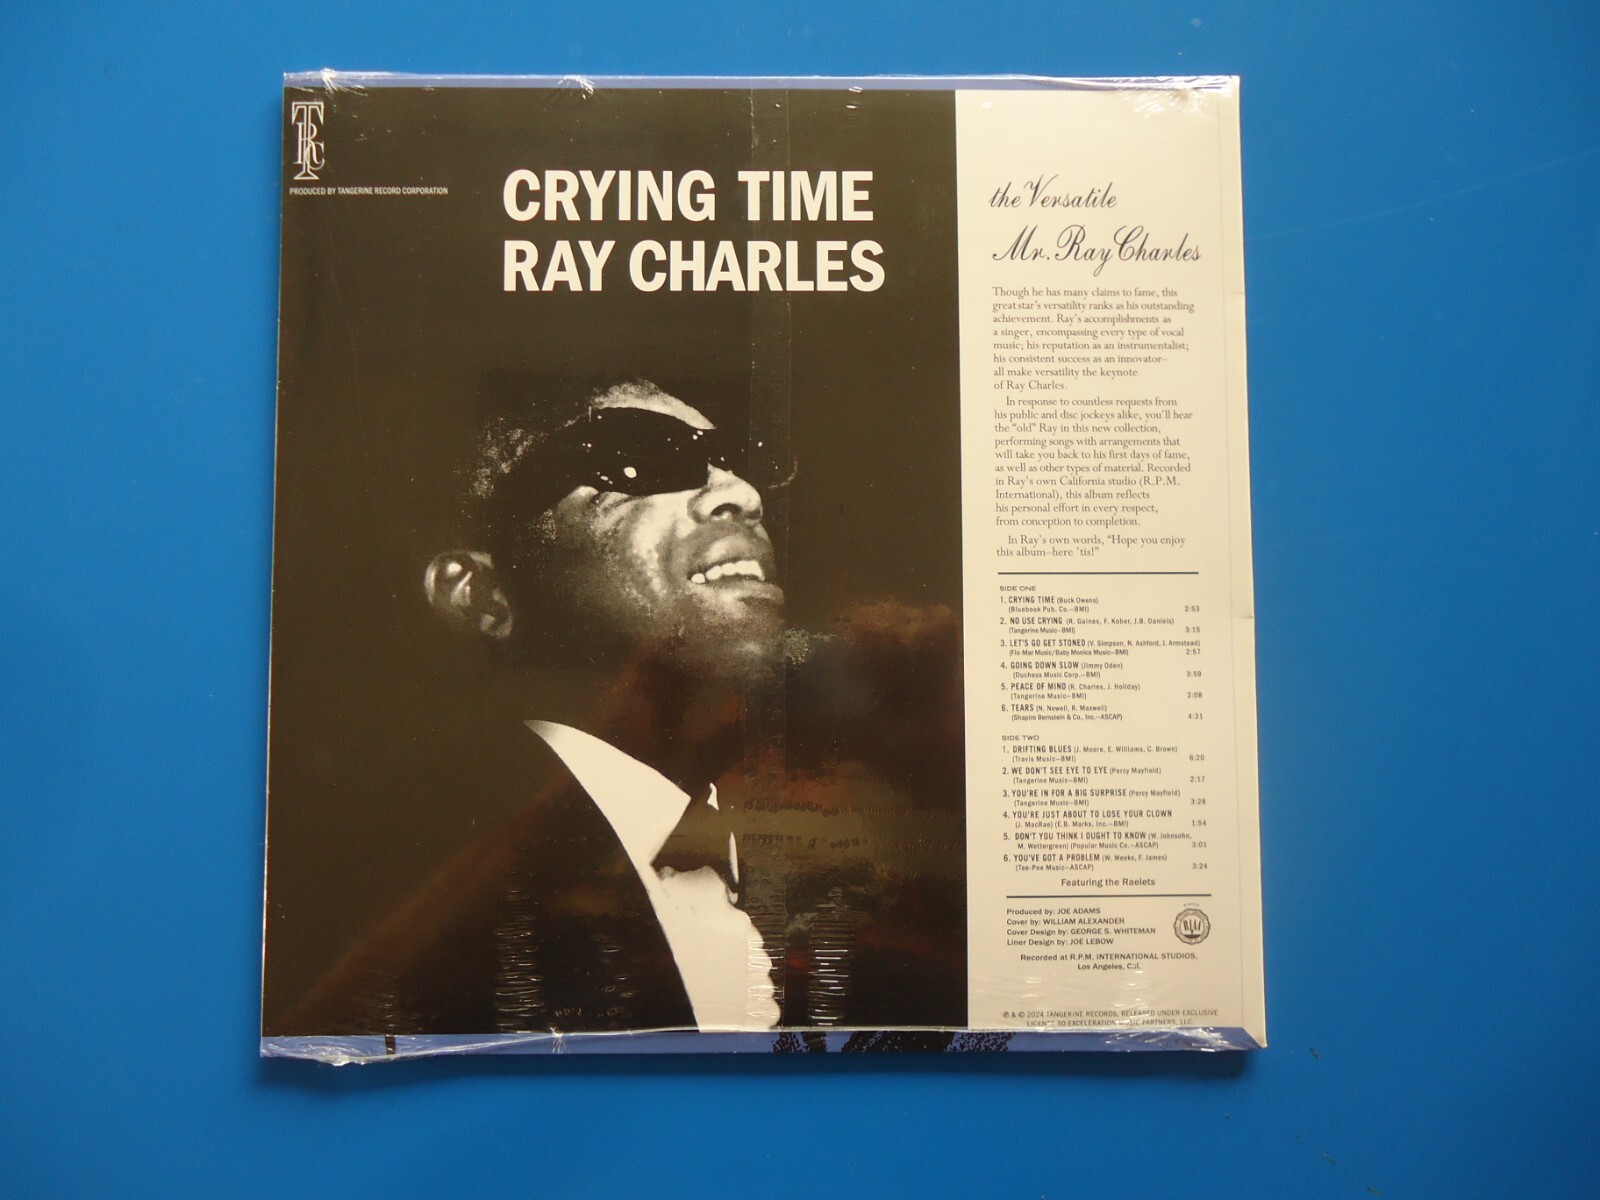 TRC
PRODUCED BY TANGERINE RECORD CORPORATION
CRYING TIME
RAY CHARLES
the Versatile
Mr. Ray Charles
Though he has many claims to fame, this
great star's versatility ranks as his outstanding
achievement. Ray's accomplishments as
a singer, encompassing every type of vocal
music; his reputation as an instrumentalist;
his consistent success as an innovator–
all make versatility the keynote
of Ray Charles.
In response to countless requests from
his public and disc jockeys alike, you'll hear
the "old" Ray in this new collection,
performing songs with arrangements that
will take you back to his first days of fame,
as well as other types of material. Recorded
in Ray's own California studio (R.P.M.
International), this album reflects
his personal effort in every respect,
from conception to completion.
In Ray's own words, "Hope you enjoy
this album–here 'tis!"
SIDE ONE
1. CRYING TIME (Buck Owens)
(Bluebook Pub. Co.—BMI) 2:53
2. NO USE CRYING (R. Gaines, F. Kober, J.B. Daniels)
(Tangerine Music—BMI) 3:15
3. LET'S GO GET STONED (V. Simpson, N. Ashford, J. Armstead)
(Flo-Mar Music/Baby Monica Music—BMI) 2:57
4. GOING DOWN SLOW (Jimmy Oden)
(Duchess Music Corp.—BMI) 3:59
5. PEACE OF MIND (R. Charles, J. Holiday)
(Tangerine Music—BMI) 2:08
6. TEARS (N. Newell, R. Maxwell)
(Shapiro Bernstein & Co., Inc.—ASCAP) 4:31
SIDE TWO
1. DRIFTING BLUES (J. Moore, E. Williams, C. Brown)
(Travis Music—BMI) 6:20
2. WE DON'T SEE EYE TO EYE (Percy Mayfield)
(Tangerine Music—BMI) 2:17
3. YOU'RE IN FOR A BIG SURPRISE (Percy Mayfield)
(Tangerine Music—BMI) 3:28
4. YOU'RE JUST ABOUT TO LOSE YOUR CLOWN
(J. MacRae) (E.B. Marks, Inc.—BMI) 1:54
5. DON'T YOU THINK I OUGHT TO KNOW (W. Johnsohn,
M. Wettergreen) (Popular Music Co.—ASCAP) 3:01
6. YOU'VE GOT A PROBLEM (W. Weeks, F. James)
(Tee-Pee Music—ASCAP) 3:24
Featuring the Raelets
Produced by: JOE ADAMS
Cover by: WILLIAM ALEXANDER
Cover Design by: GEORGE S. WHITEMAN
Liner Design by: JOE LEBOW
Recorded at R.P.M. INTERNATIONAL STUDIOS,
Los Angeles, Cal.
℗ & © 2024 TANGERINE RECORDS, RELEASED UNDER EXCLUSIVE
LICENSE TO EXCELERATION MUSIC PARTNERS, LLC.